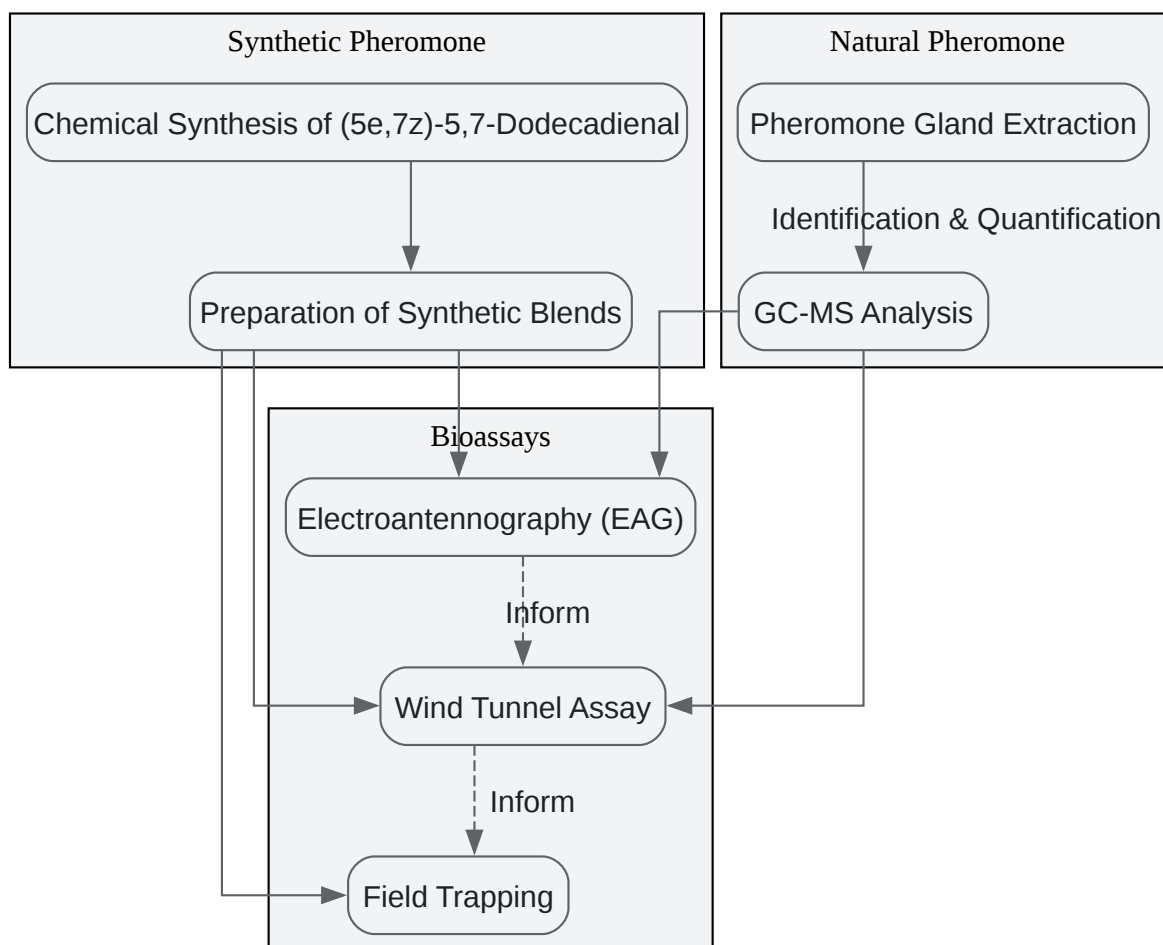 Synthetic Pheromone
Natural Pheromone
Chemical Synthesis of (5e,7z)-5,7-Dodecadienal
Pheromone Gland Extraction
Identification & Quantification
Preparation of Synthetic Blends
GC-MS Analysis
Bioassays
Electroantennography (EAG)
Inform
Wind Tunnel Assay
Inform
Field Trapping